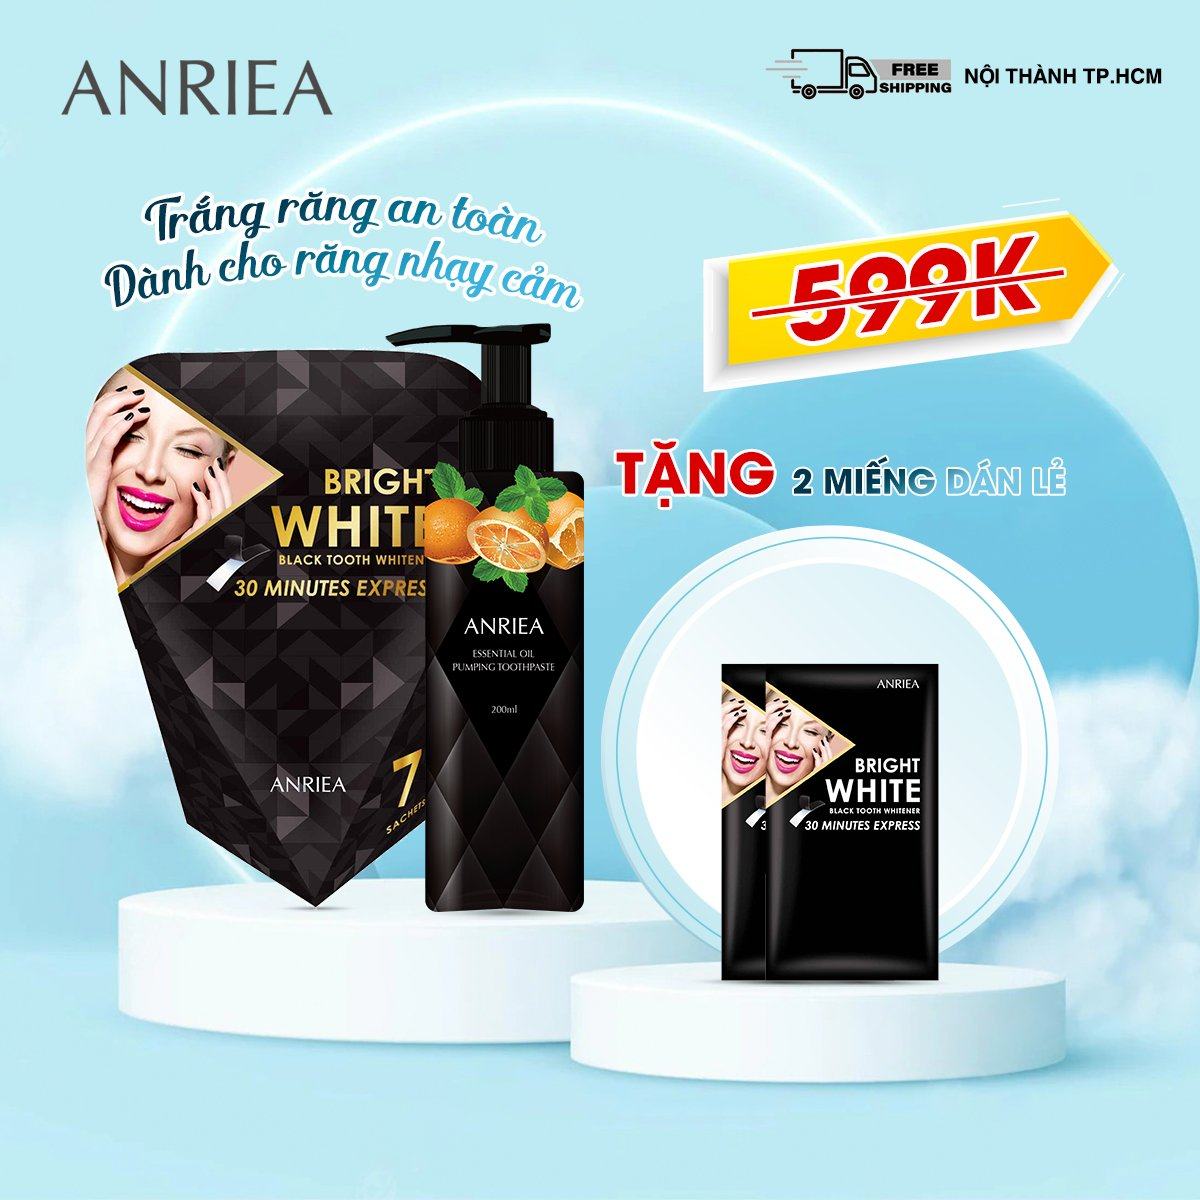 ANRIEA
FREE
SHIPPING
NỘI THÀNH TP.HCM
Trắng răng an toàn
Dành cho răng nhạy cảm
599K
TẶNG 2 MIẾNG DÁN LẺ
BRIGHT
WHITE
BLACK TOOTH WHITEN
30 MINUTES EXPRES
ANRIEA
7
SACHETS
ANRIEA
ESSENTIAL OIL
PUMPING TOOTHPASTE
200ml
ANRIEA
BRIGHT
WHITE
BLACK TOOTH WHITENER
30 MINUTES EXPRESS
3